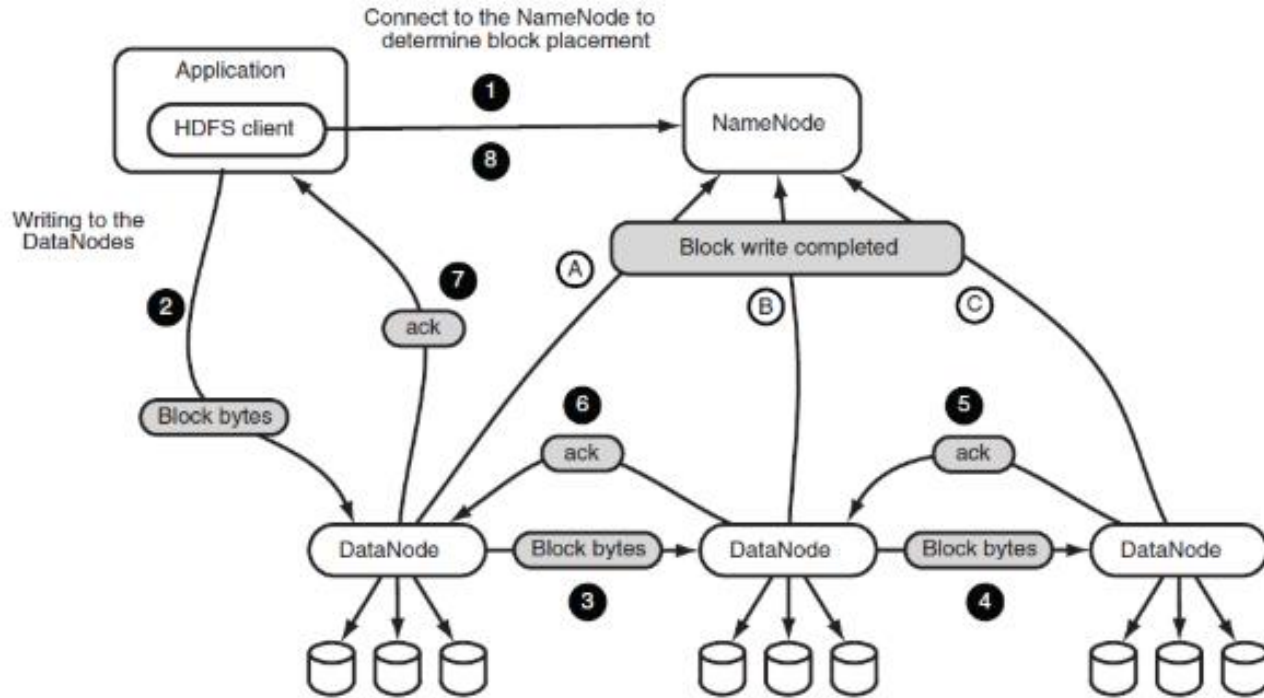 Connect to the NameNode to
determine block placement
Application
1
HDFS client
NameNode
8
Writing to the
DataNodes
Block write completed
A
7
2
B
C
ack
Block bytes
6
5
ack
ack
DataNode
Block bytes
DataNode
Block bytes
DataNode
3
4